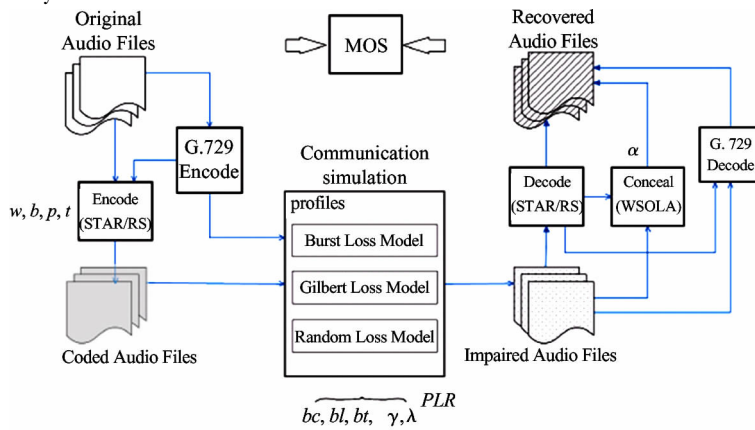 Original
Audio Files
MOS
Recovered
Audio Files
G.729
Encode
Communication
simulation
α
G. 729
Decode
w, b, p, t
Encode
(STAR/RS)
profiles
Decode
(STAR/RS)
Conceal
(WSOLA)
Burst Loss Model
Gilbert Loss Model
Random Loss Model
Coded Audio Files
Impaired Audio Files
bc, bl, bt, γ, λ PLR